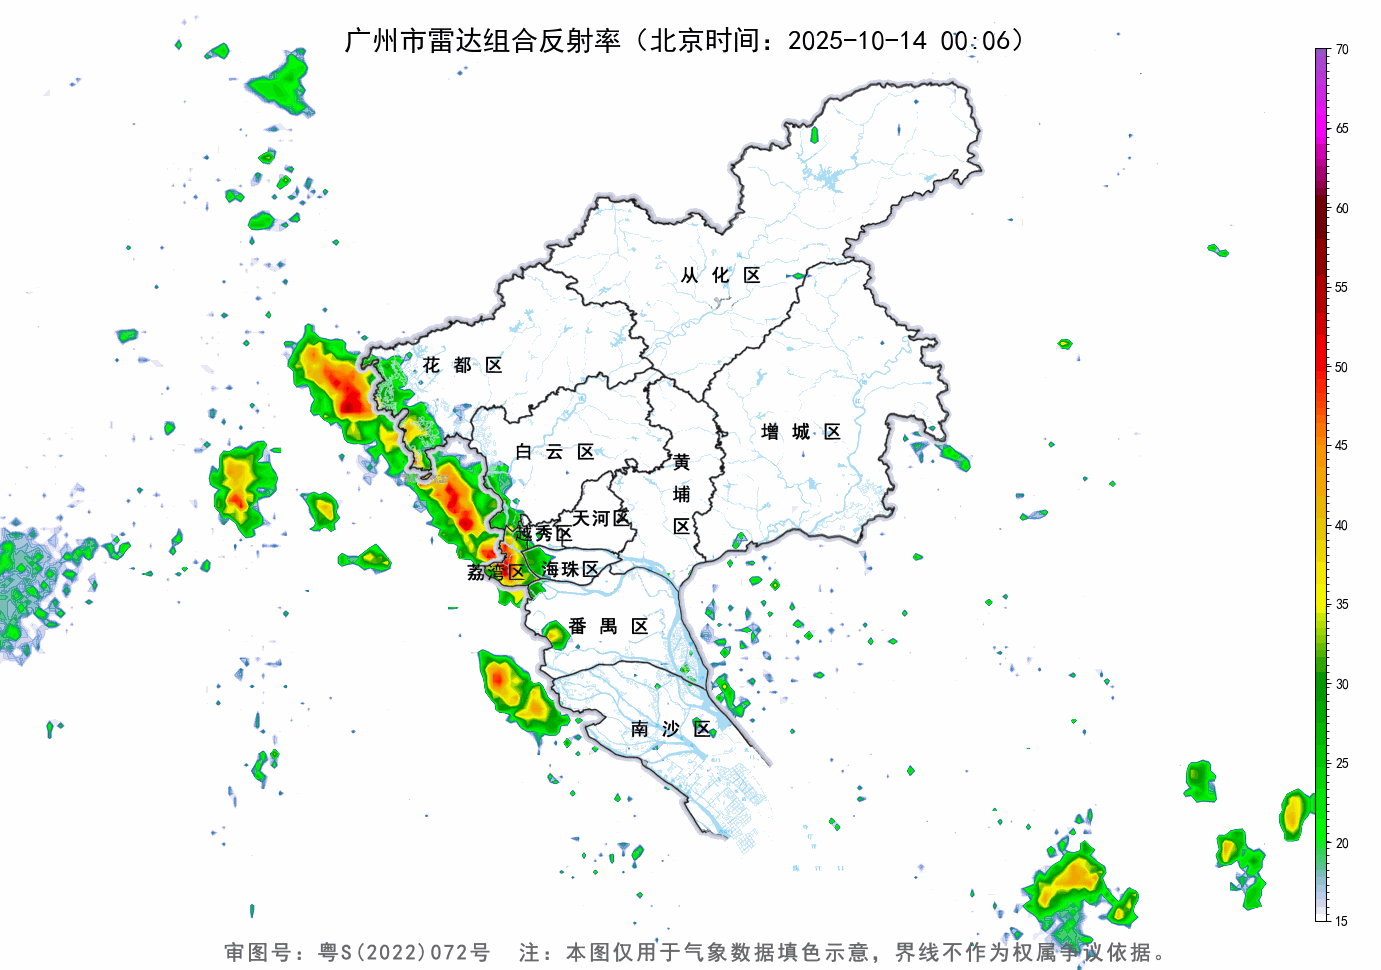 广州市雷达组合反射率（北京时间：2025-10-14 00:06）
70
65
60
55
50
45
40
35
30
25
20
15
从化区
花都区
增城区
白云区
黄埔区
天河区
越秀区
荔湾区
海珠区
番禺区
南沙区
审图号：粤S(2022)072号 注：本图仅用于气象数据填色示意，界线不作为权属争议依据。